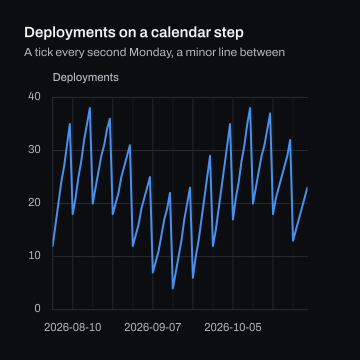 Deployments on a calendar step
A tick every second Monday, a minor line between
Deployments
40
30
20
10
0
2026-08-10 2026-09-07 2026-10-05